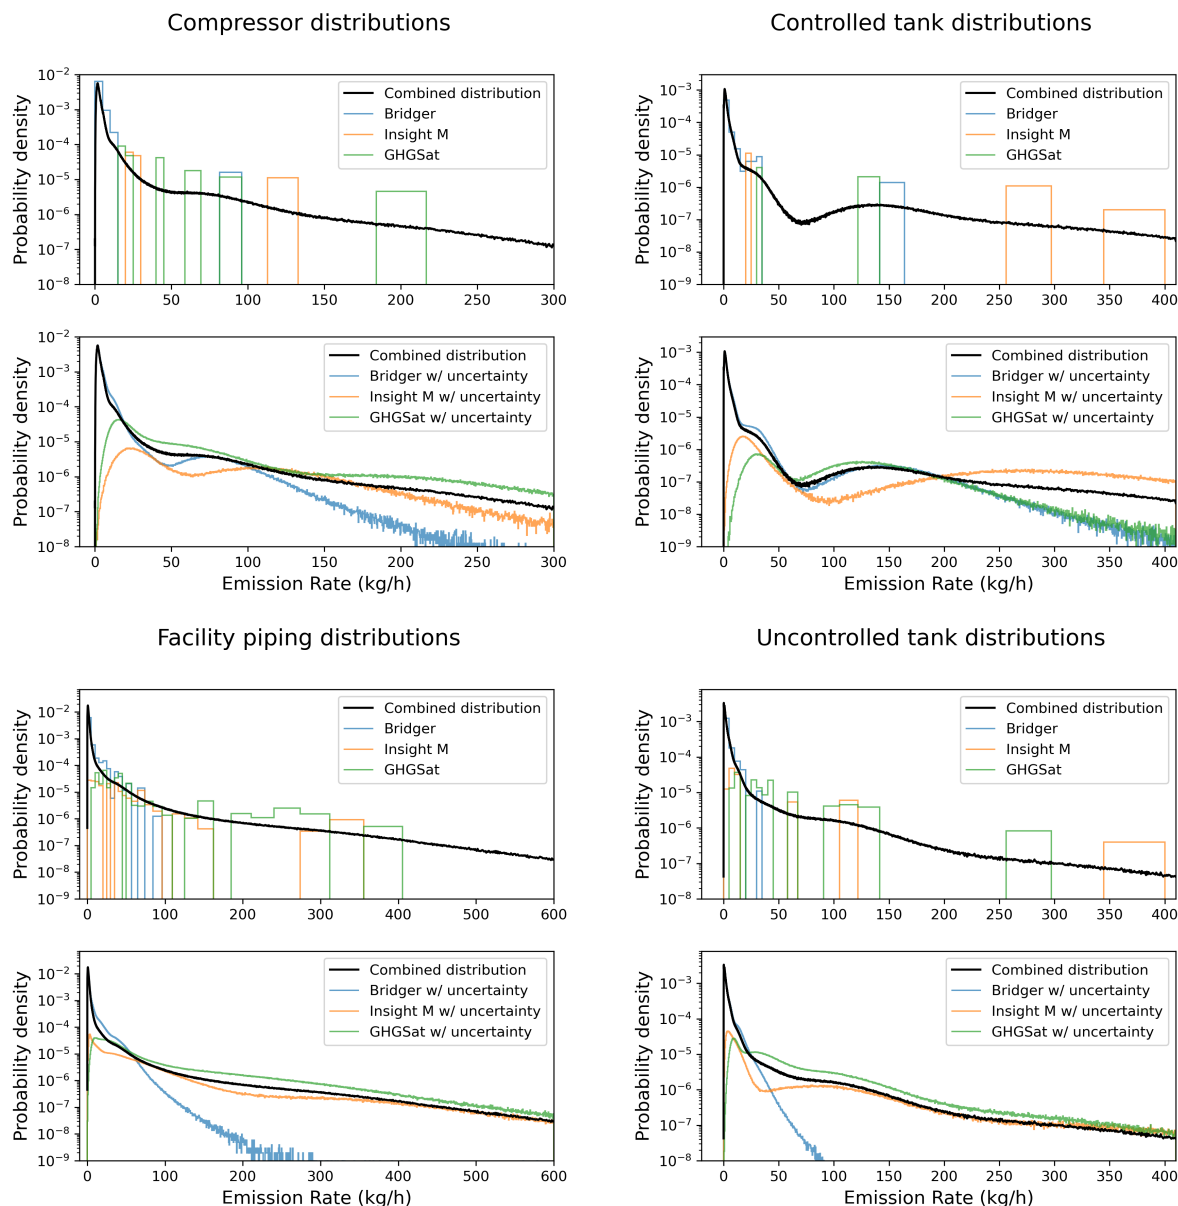 Compressor distributions
Probability density
10⁻²
10⁻³
10⁻⁴
10⁻⁵
10⁻⁶
10⁻⁷
10⁻⁸
Combined distribution
Bridger
Insight M
GHGSat
0 50 100 150 200 250 300
Probability density
10⁻²
10⁻³
10⁻⁴
10⁻⁵
10⁻⁶
10⁻⁷
10⁻⁸
Combined distribution
Bridger w/ uncertainty
Insight M w/ uncertainty
GHGSat w/ uncertainty
0 50 100 150 200 250 300
Emission Rate (kg/h)
Controlled tank distributions
Probability density
10⁻³
10⁻⁴
10⁻⁵
10⁻⁶
10⁻⁷
10⁻⁸
10⁻⁹
Combined distribution
Bridger
Insight M
GHGSat
0 50 100 150 200 250 300 350 400
Probability density
10⁻³
10⁻⁴
10⁻⁵
10⁻⁶
10⁻⁷
10⁻⁸
10⁻⁹
Combined distribution
Bridger w/ uncertainty
Insight M w/ uncertainty
GHGSat w/ uncertainty
0 50 100 150 200 250 300 350 400
Emission Rate (kg/h)
Facility piping distributions
Probability density
10⁻²
10⁻³
10⁻⁴
10⁻⁵
10⁻⁶
10⁻⁷
10⁻⁸
10⁻⁹
Combined distribution
Bridger
Insight M
GHGSat
0 100 200 300 400 500 600
Probability density
10⁻²
10⁻³
10⁻⁴
10⁻⁵
10⁻⁶
10⁻⁷
10⁻⁸
10⁻⁹
Combined distribution
Bridger w/ uncertainty
Insight M w/ uncertainty
GHGSat w/ uncertainty
0 100 200 300 400 500 600
Emission Rate (kg/h)
Uncontrolled tank distributions
Probability density
10⁻³
10⁻⁴
10⁻⁵
10⁻⁶
10⁻⁷
10⁻⁸
Combined distribution
Bridger
Insight M
GHGSat
0 50 100 150 200 250 300 350 400
Probability density
10⁻³
10⁻⁴
10⁻⁵
10⁻⁶
10⁻⁷
10⁻⁸
Combined distribution
Bridger w/ uncertainty
Insight M w/ uncertainty
GHGSat w/ uncertainty
0 50 100 150 200 250 300 350 400
Emission Rate (kg/h)